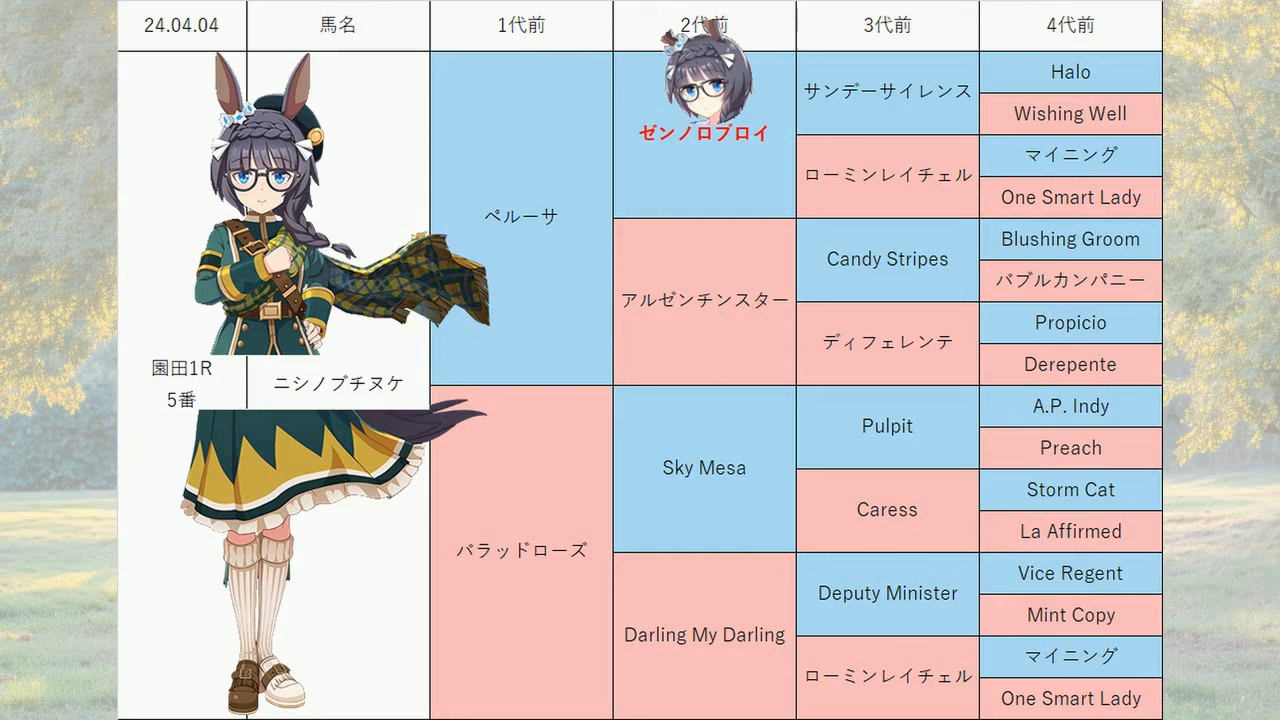 24.04.04
馬名
1代前
2代前
3代前
4代前
園田1R
5番
ニシノブチヌケ
ペルーサ
バラッドローズ
ゼンノロブロイ
アルゼンチンスター
Sky Mesa
Darling My Darling
サンデーサイレンス
ローミンレイチェル
Candy Stripes
ディフェレンテ
Pulpit
Caress
Deputy Minister
ローミンレイチェル
Halo
Wishing Well
マイニング
One Smart Lady
Blushing Groom
バブルカンパニー
Propicio
Derepente
A.P. Indy
Preach
Storm Cat
La Affirmed
Vice Regent
Mint Copy
マイニング
One Smart Lady